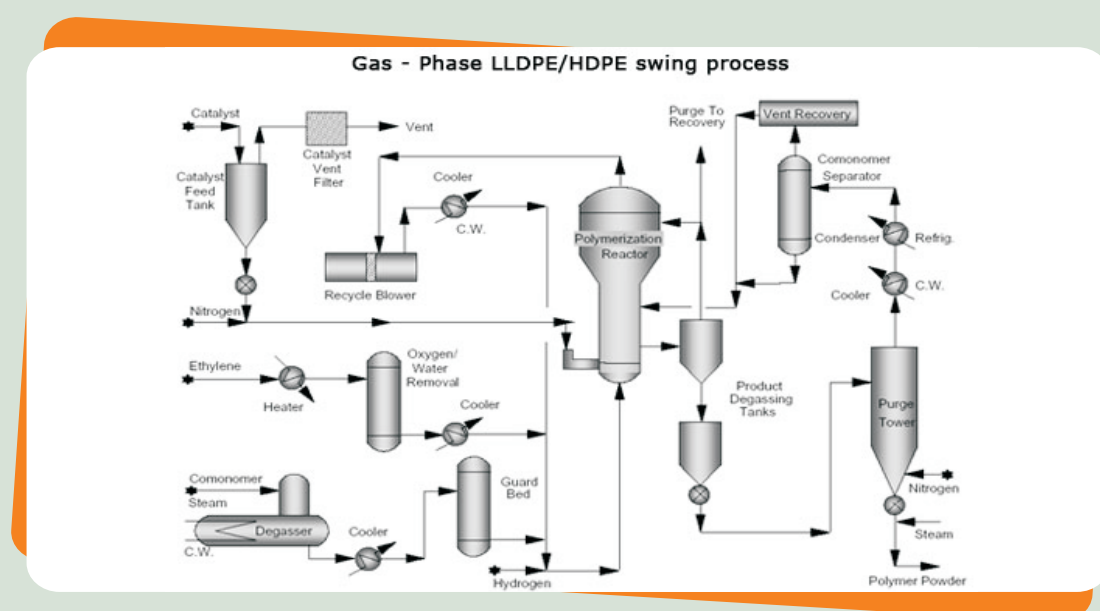 Gas - Phase LLDPE/HDPE swing process
Catalyst
Vent
Catalyst
Vent
Filter
Catalyst
Feed
Tank
Cooler
C.W.
Recycle Blower
Nitrogen
Purge To
Recovery
Vent Recovery
Comonomer
Separator
Polymerization
Reactor
Condenser
Refrig.
Cooler
C.W.
Ethylene
Heater
Oxygen/
Water
Removal
Cooler
Product
Degassing
Tanks
Purge
Tower
Comonomer
Steam
Degasser
C.W.
Cooler
Guard
Bed
Hydrogen
Nitrogen
Steam
Polymer Powder